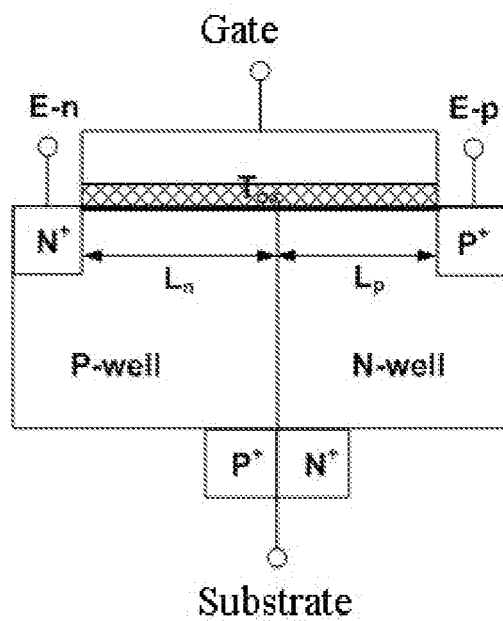 Gate
E-n
E-p
Tox
N+
P+
Ln
Lp
P-well
N-well
P+
N+
Substrate